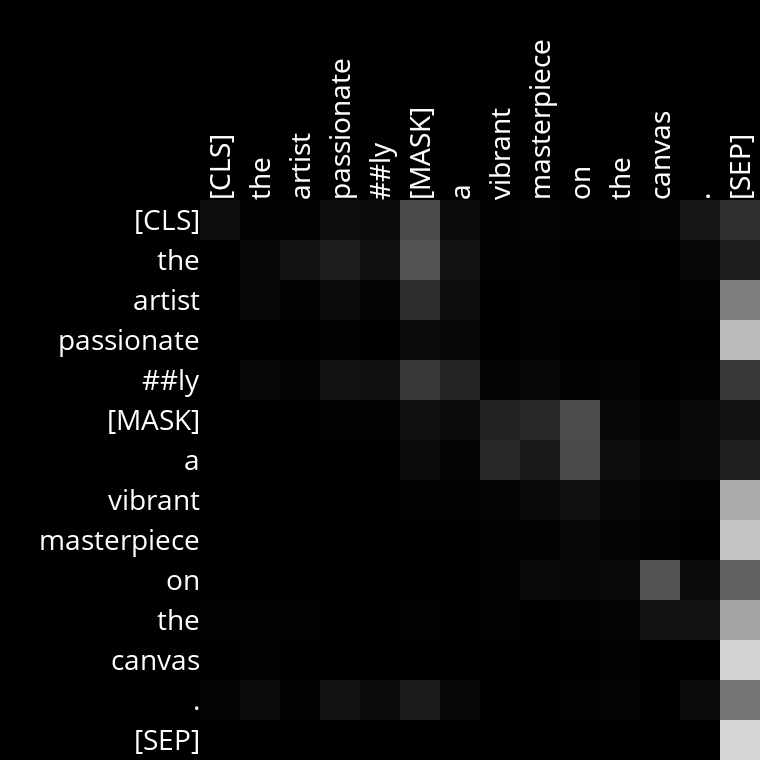 [CLS]
the
artist
passionate
##ly
[MASK]
a
vibrant
masterpiece
on
the
canvas
.
[SEP]
[CLS]
the
artist
passionate
##ly
[MASK]
a
vibrant
masterpiece
on
the
canvas
.
[SEP]